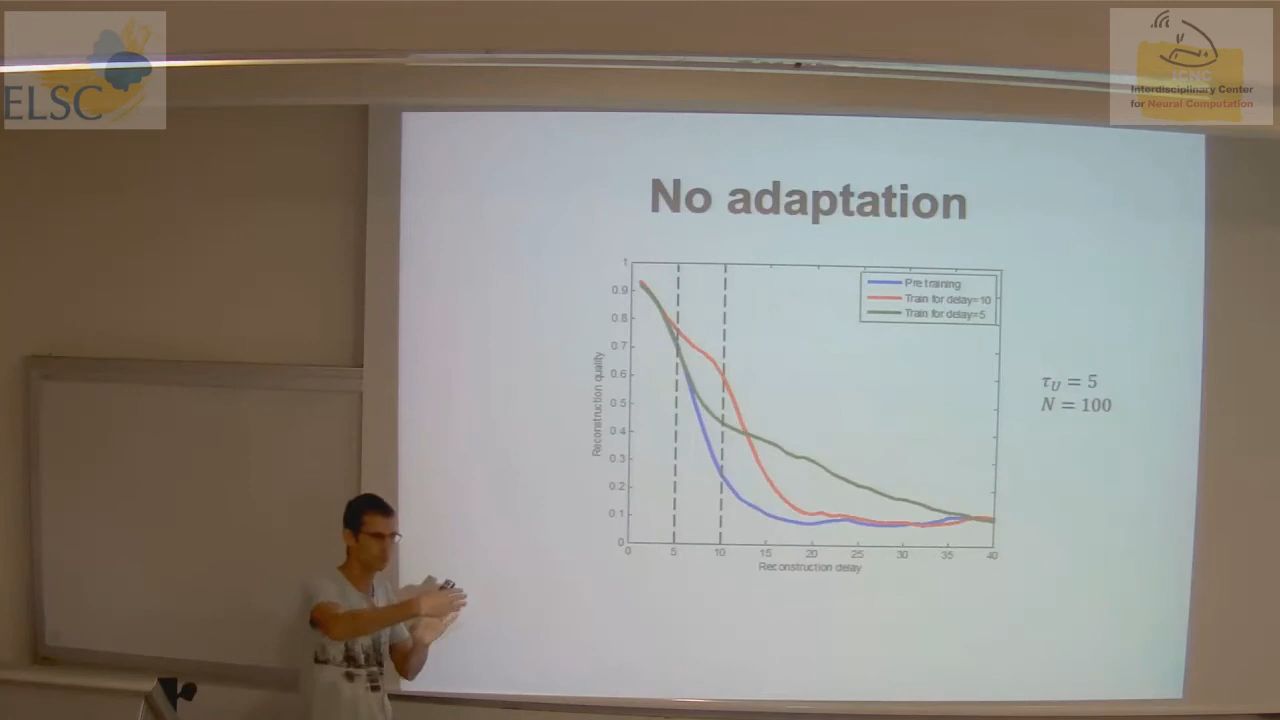 ELSC
ICNC
Interdisciplinary Center
for Neural Computation
No adaptation
Pre training
Train for delay=10
Train for delay=5
Reconstruction quality
1
0.9
0.8
0.7
0.6
0.5
0.4
0.3
0.2
0.1
0
0 5 10 15 20 25 30 35 40
Reconstruction delay
τ_U = 5
N = 100